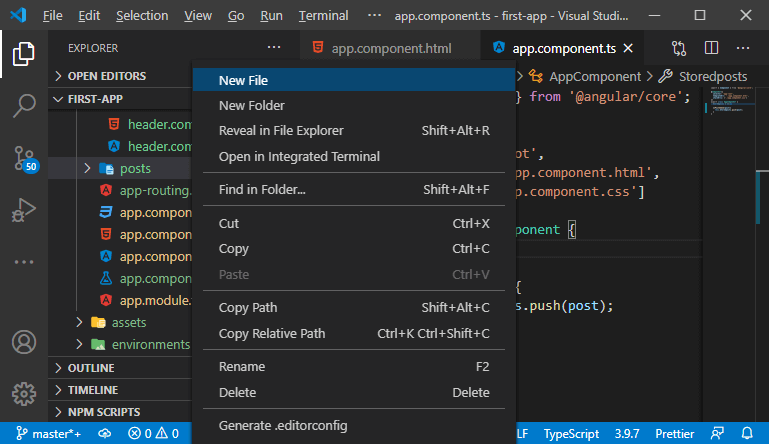 File Edit Selection View Go Run Terminal ··· app.component.ts - first-app - Visual Studi...
EXPLORER ···
app.component.html app.component.ts
OPEN EDITORS
AppComponent Storedposts
FIRST-APP
} from '@angular/core';
header.com
header.com
posts
app-routing.
app.compon
app.compon
app.compon
app.compon
app.module.
assets
environments
OUTLINE
TIMELINE
NPM SCRIPTS
50
New File
New Folder
Reveal in File Explorer Shift+Alt+R
Open in Integrated Terminal
Find in Folder... Shift+Alt+F
Cut Ctrl+X
Copy Ctrl+C
Paste Ctrl+V
Copy Path Shift+Alt+C
Copy Relative Path Ctrl+K Ctrl+Shift+C
Rename F2
Delete Delete
Generate .editorconfig
ot',
pp.component.html',
p.component.css']
ponent {
{
s.push(post);
master*+ 0 0 LF TypeScript 3.9.7 Prettier